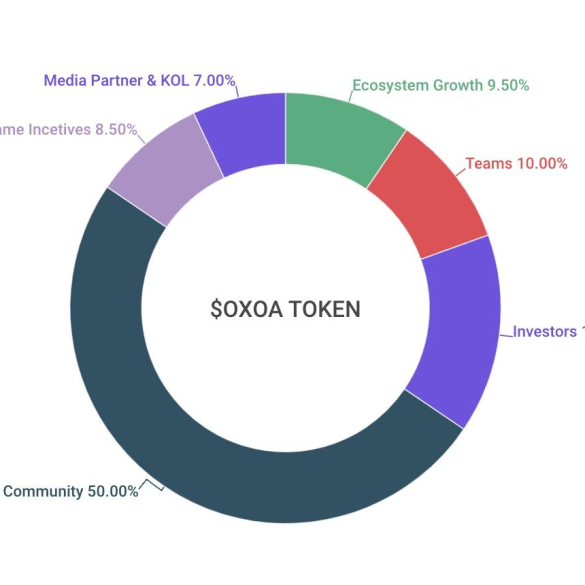 Media Partner & KOL 7.00%
Ecosystem Growth 9.50%
Incetives 8.50%
Teams 10.00%
$OXOA TOKEN
Investors
Community 50.00%